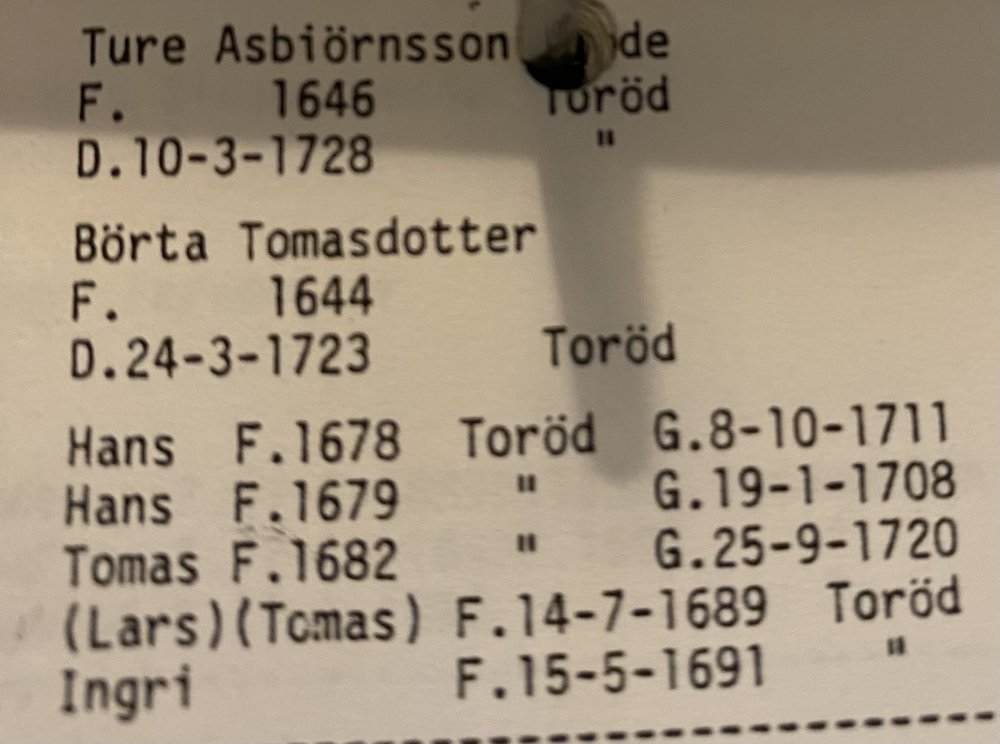 Ture Asbiörnsson
F. 1646 Toröd
D.10-3-1728 "
Börta Tomasdotter
F. 1644
D.24-3-1723 Toröd
Hans F.1678 Toröd G.8-10-1711
Hans F.1679 " G.19-1-1708
Tomas F.1682 " G.25-9-1720
(Lars)(Tomas) F.14-7-1689 Toröd
Ingri F.15-5-1691 "